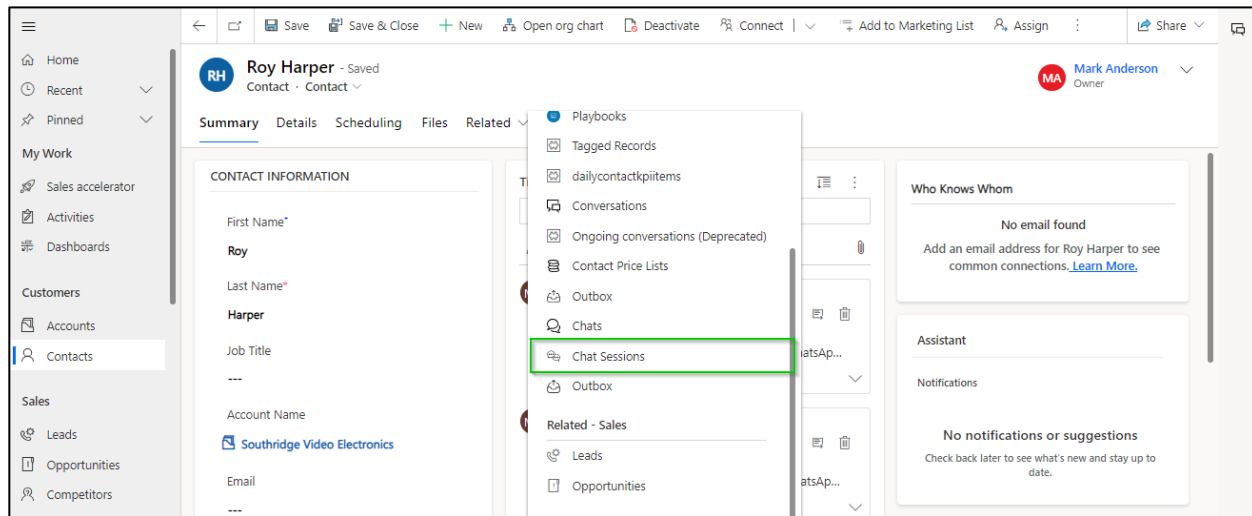 Save
Save & Close
New
Open org chart
Deactivate
Connect
Add to Marketing List
Assign
Share
Home
Recent
Pinned
My Work
Sales accelerator
Activities
Dashboards
Customers
Accounts
Contacts
Sales
Leads
Opportunities
Competitors
RH
Roy Harper - Saved
Contact · Contact
MA
Mark Anderson
Owner
Summary Details Scheduling Files Related
CONTACT INFORMATION
First Name*
Roy
Last Name*
Harper
Job Title
---
Account Name
Southridge Video Electronics
Email
---
Playbooks
Tagged Records
dailycontactkpiitems
Conversations
Ongoing conversations (Deprecated)
Contact Price Lists
Outbox
Chats
Chat Sessions
Outbox
Related - Sales
Leads
Opportunities
Who Knows Whom
No email found
Add an email address for Roy Harper to see
common connections. Learn More.
Assistant
Notifications
No notifications or suggestions
Check back later to see what's new and stay up to
date.